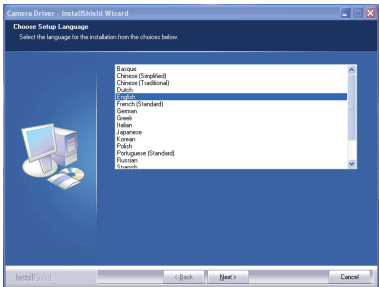 Camera Driver - InstallShield Wizard
Choose Setup Language
Select the language for the installation from the choices below.
Basque
Chinese (Simplified)
Chinese (Traditional)
Dutch
English
French (Standard)
German
Greek
Italian
Japanese
Korean
Polish
Portuguese (Standard)
Russian
Spanish
InstallShield
< Back
Next >
Cancel